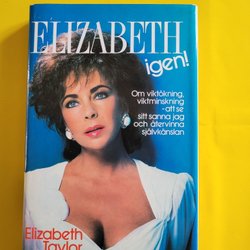 ELIZABETH
igen!
Om viktökning,
viktminskning
- att se
sitt sanna jag
och återvinna
självkänslan
Elizabeth
Taylor